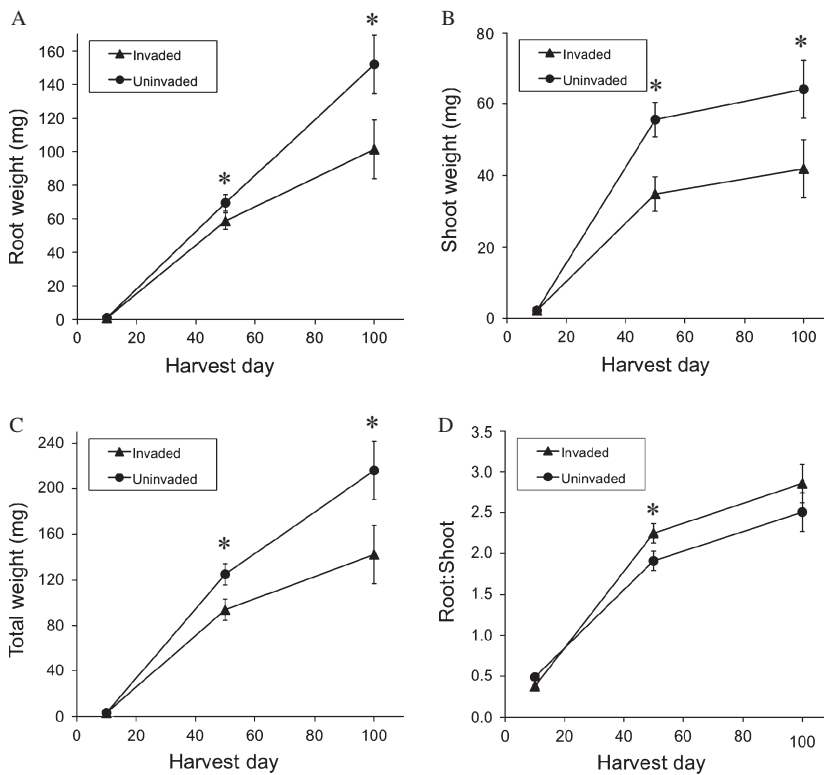 A
Invaded
Uninvaded
*
*
Root weight (mg)
160
140
120
100
80
60
40
20
0
0 20 40 60 80 100
Harvest day
B
Invaded
Uninvaded
*
*
Shoot weight (mg)
80
60
40
20
0
0 20 40 60 80 100
Harvest day
C
Invaded
Uninvaded
*
*
Total weight (mg)
240
200
160
120
80
40
0
0 20 40 60 80 100
Harvest day
D
Invaded
Uninvaded
*
Root:Shoot
3.5
3.0
2.5
2.0
1.5
1.0
0.5
0.0
0 20 40 60 80 100
Harvest day